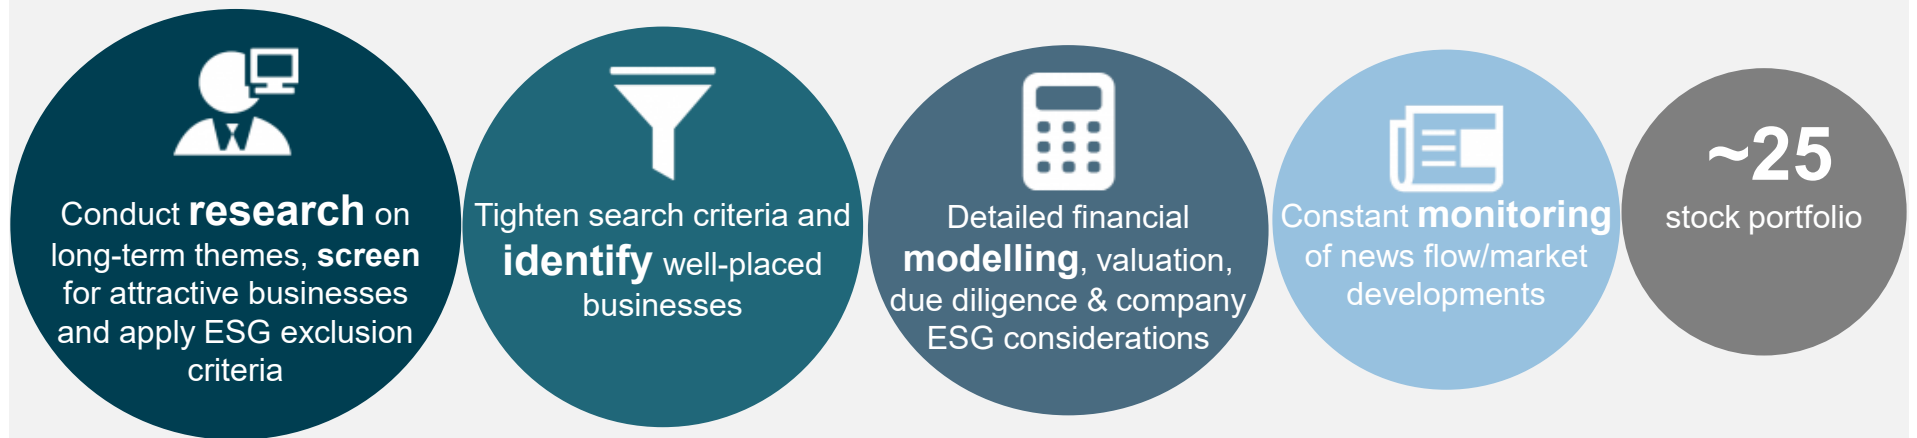 Conduct research on
long-term themes, screen
for attractive businesses
and apply ESG exclusion
criteria
Tighten search criteria and
identify well-placed
businesses
Detailed financial
modelling, valuation,
due diligence & company
ESG considerations
Constant monitoring
of news flow/market
developments
~25
stock portfolio